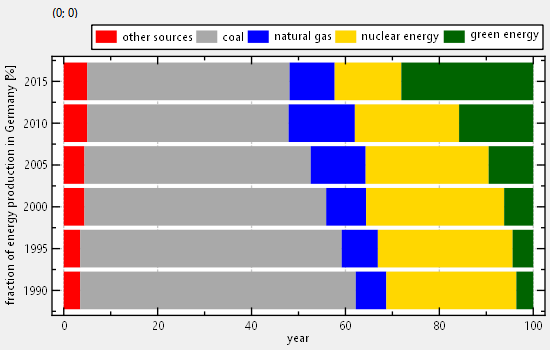 (0; 0)
other sources coal natural gas nuclear energy green energy
fraction of energy production in Germany [%]
2015
2010
2005
2000
1995
1990
0 20 40 60 80 100
year